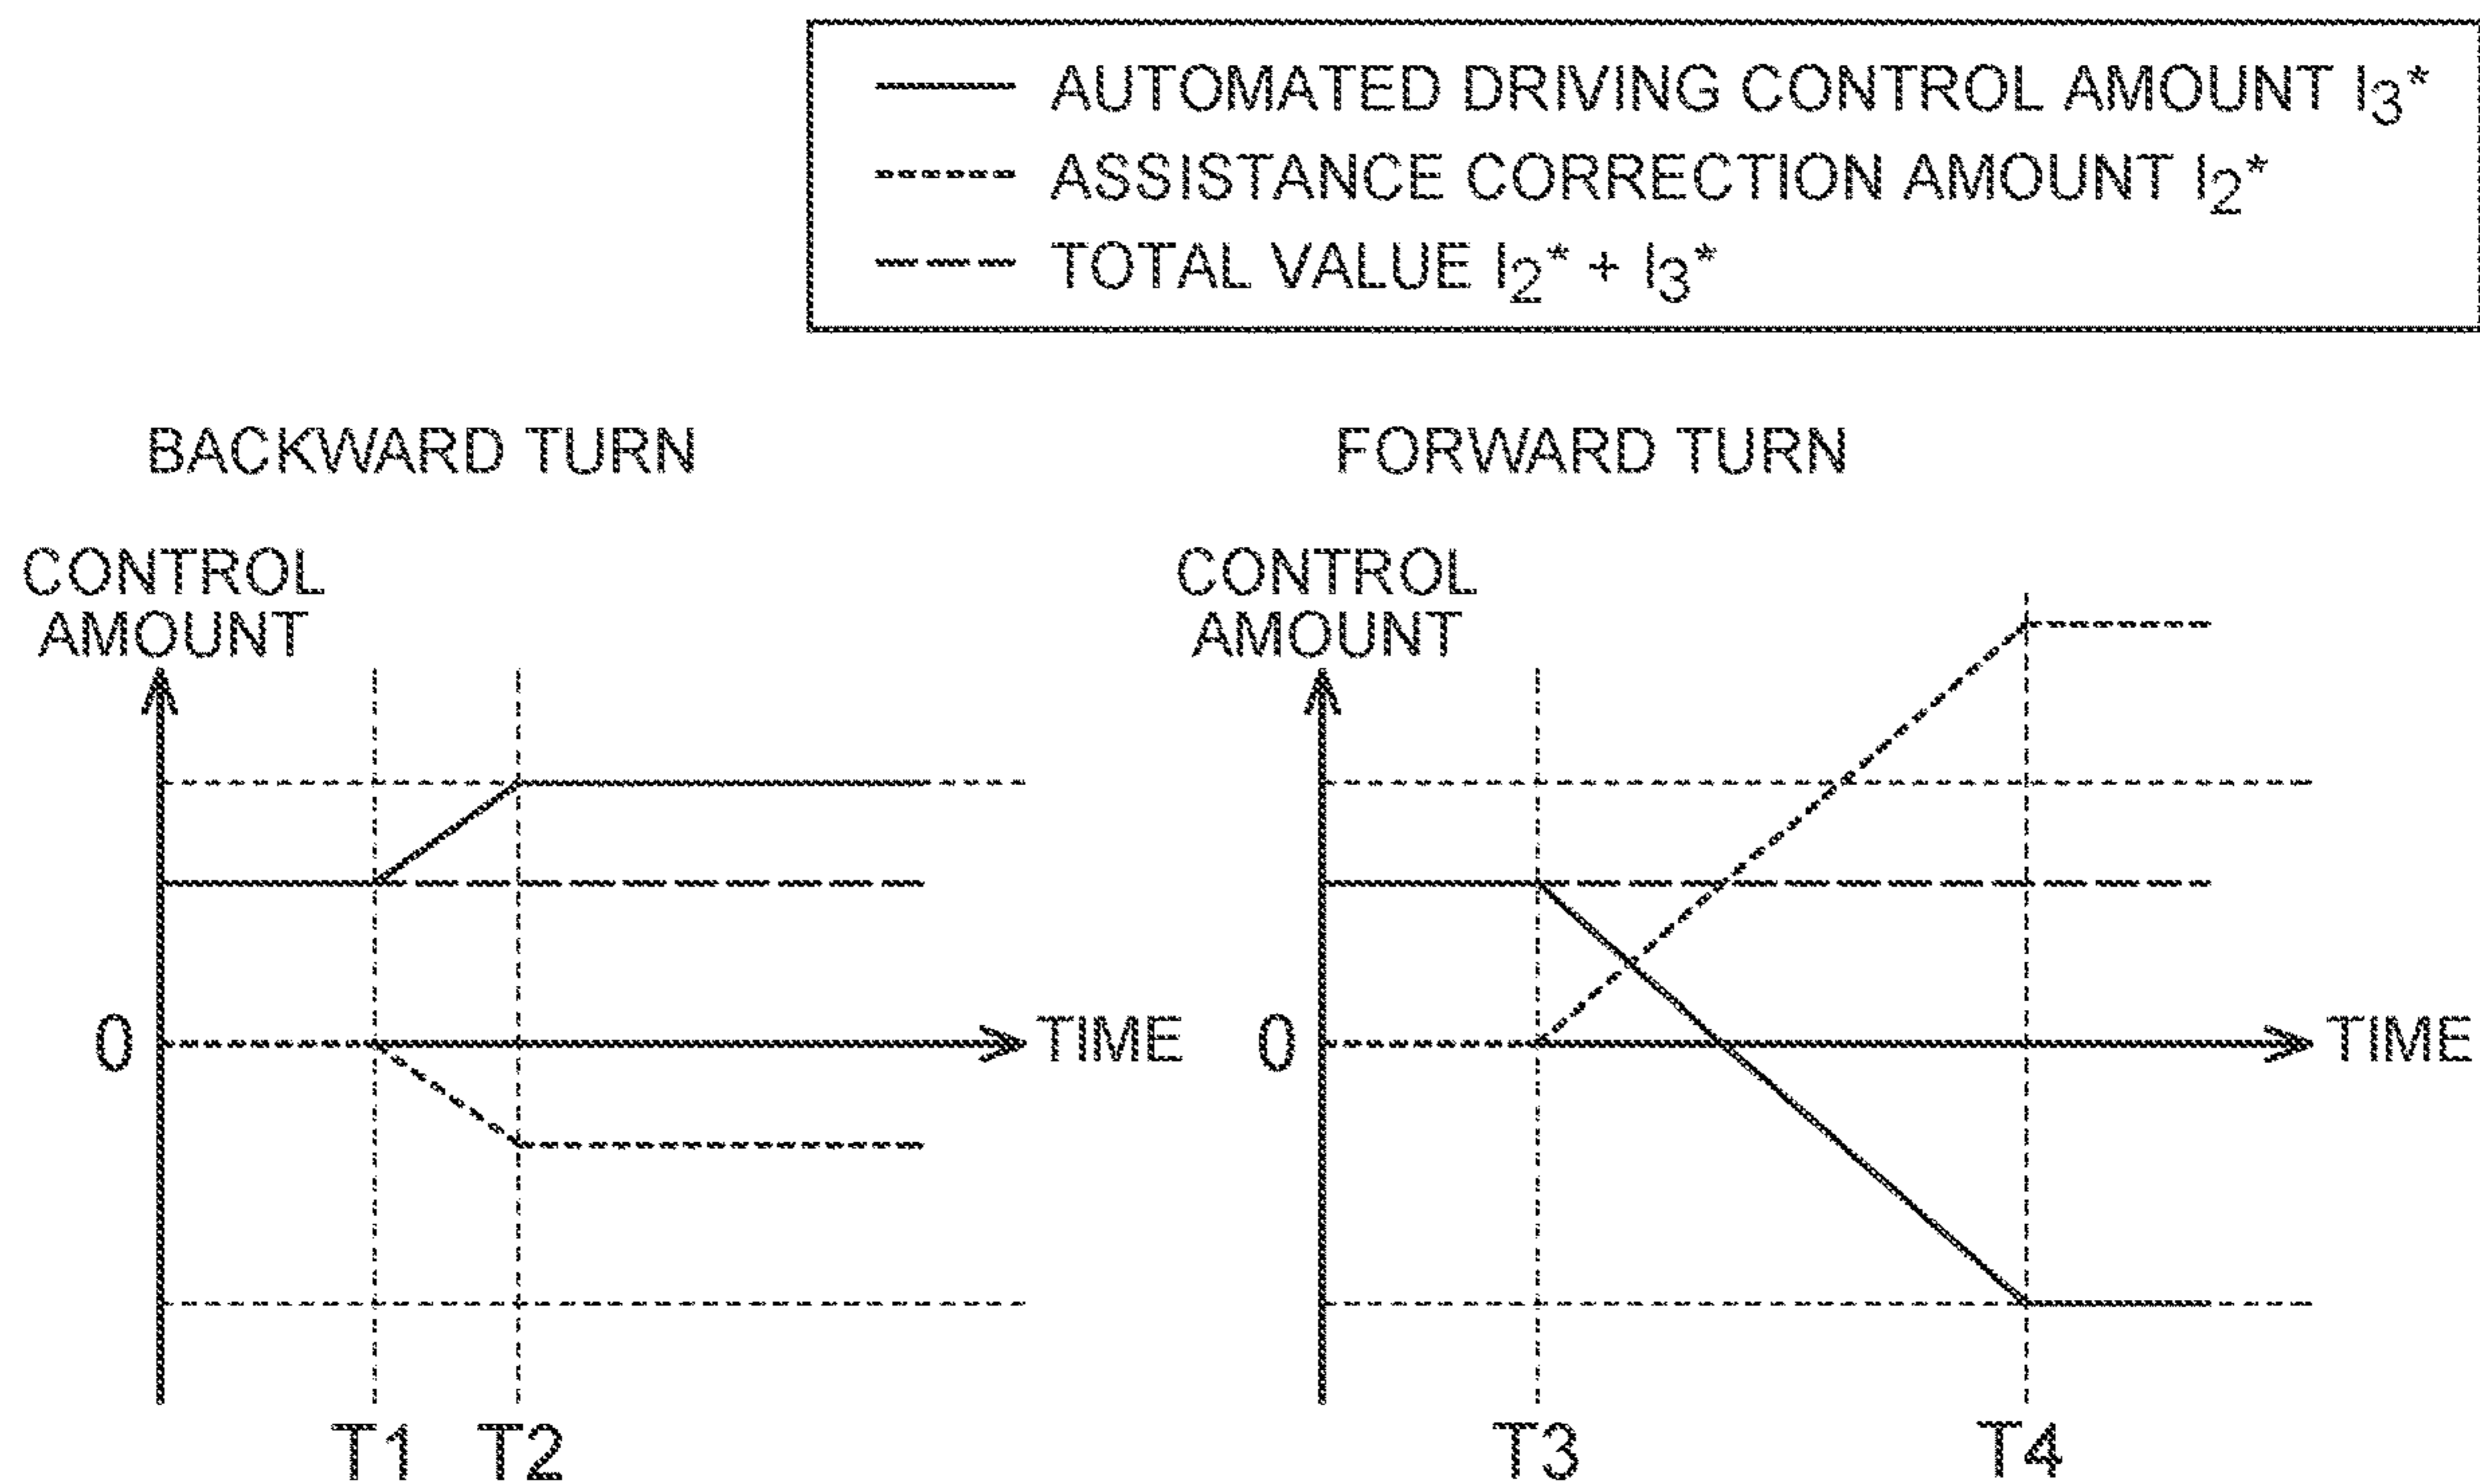 AUTOMATED DRIVING CONTROL AMOUNT I₃*
ASSISTANCE CORRECTION AMOUNT I₂*
TOTAL VALUE I₂* + I₃*
BACKWARD TURN
CONTROL
AMOUNT
0
TIME
T1 T2
FORWARD TURN
CONTROL
AMOUNT
0
TIME
T3 T4